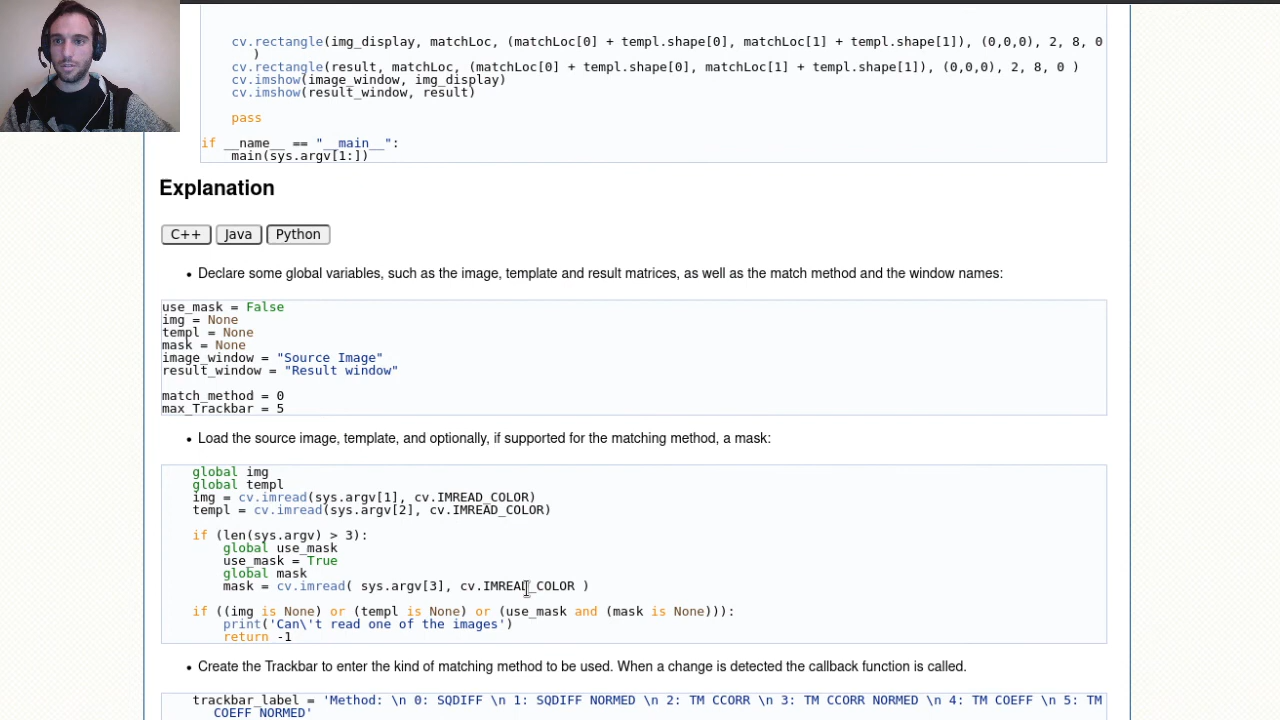 cv.rectangle(img_display, matchLoc, (matchLoc[0] + templ.shape[0], matchLoc[1] + templ.shape[1]), (0,0,0), 2, 8, 0
)
cv.rectangle(result, matchLoc, (matchLoc[0] + templ.shape[0], matchLoc[1] + templ.shape[1]), (0,0,0), 2, 8, 0 )
cv.imshow(image_window, img_display)
cv.imshow(result_window, result)
pass
if __name__ == "__main__":
main(sys.argv[1:])
Explanation
C++ Java Python
• Declare some global variables, such as the image, template and result matrices, as well as the match method and the window names:
use_mask = False
img = None
templ = None
mask = None
image_window = "Source Image"
result_window = "Result window"
match_method = 0
max_Trackbar = 5
• Load the source image, template, and optionally, if supported for the matching method, a mask:
global img
global templ
img = cv.imread(sys.argv[1], cv.IMREAD_COLOR)
templ = cv.imread(sys.argv[2], cv.IMREAD_COLOR)
if (len(sys.argv) > 3):
global use_mask
use_mask = True
global mask
mask = cv.imread( sys.argv[3], cv.IMREAD_COLOR )
if ((img is None) or (templ is None) or (use_mask and (mask is None))):
print('Can\'t read one of the images')
return -1
• Create the Trackbar to enter the kind of matching method to be used. When a change is detected the callback function is called.
trackbar_label = 'Method: \n 0: SQDIFF \n 1: SQDIFF NORMED \n 2: TM CCORR \n 3: TM CCORR NORMED \n 4: TM COEFF \n 5: TM
COEFF NORMED'